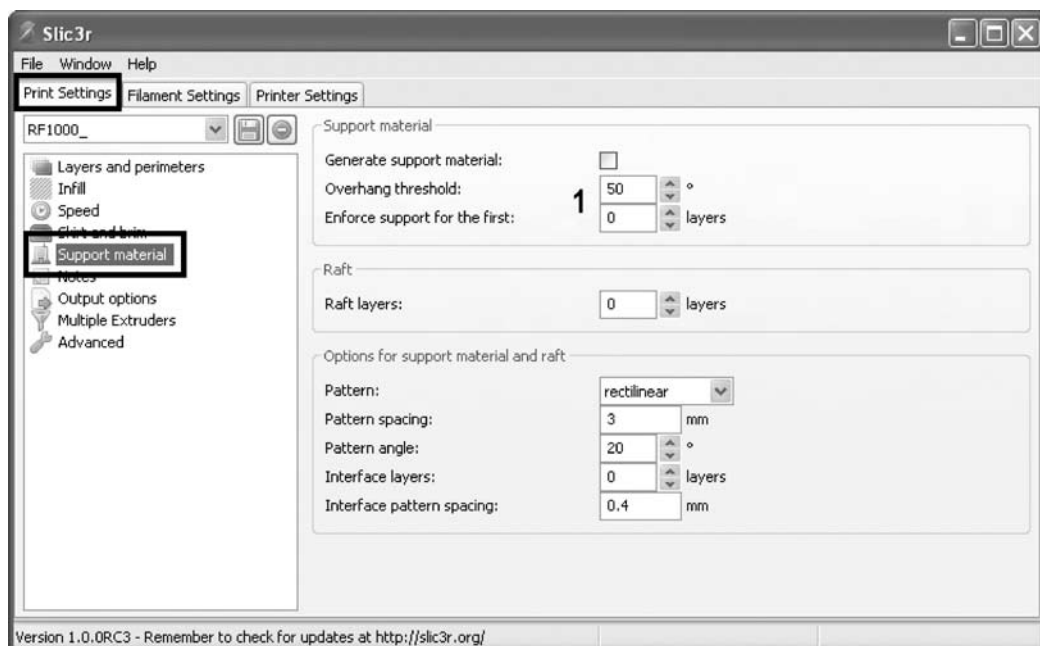 Slic3r
File Window Help
Print Settings Filament Settings Printer Settings
RF1000_
Layers and perimeters
Infill
Speed
Skirt and brim
Support material
Notes
Output options
Multiple Extruders
Advanced
Support material
Generate support material:
Overhang threshold: 50 °
1
Enforce support for the first: 0 layers
Raft
Raft layers: 0 layers
Options for support material and raft
Pattern: rectilinear
Pattern spacing: 3 mm
Pattern angle: 20 °
Interface layers: 0 layers
Interface pattern spacing: 0.4 mm
Version 1.0.0RC3 - Remember to check for updates at http://slic3r.org/